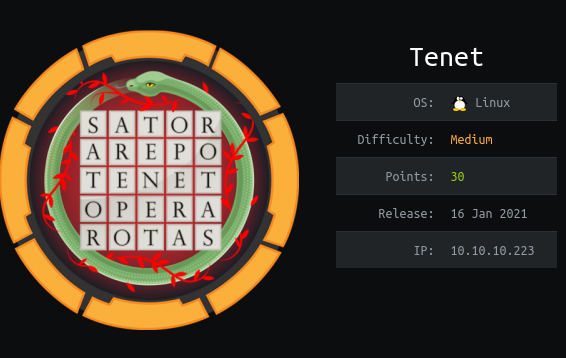 Tenet
SATOR
AREPO
TENET
OPERA
ROTAS
OS: Linux
Difficulty: Medium
Points: 30
Release: 16 Jan 2021
IP: 10.10.10.223